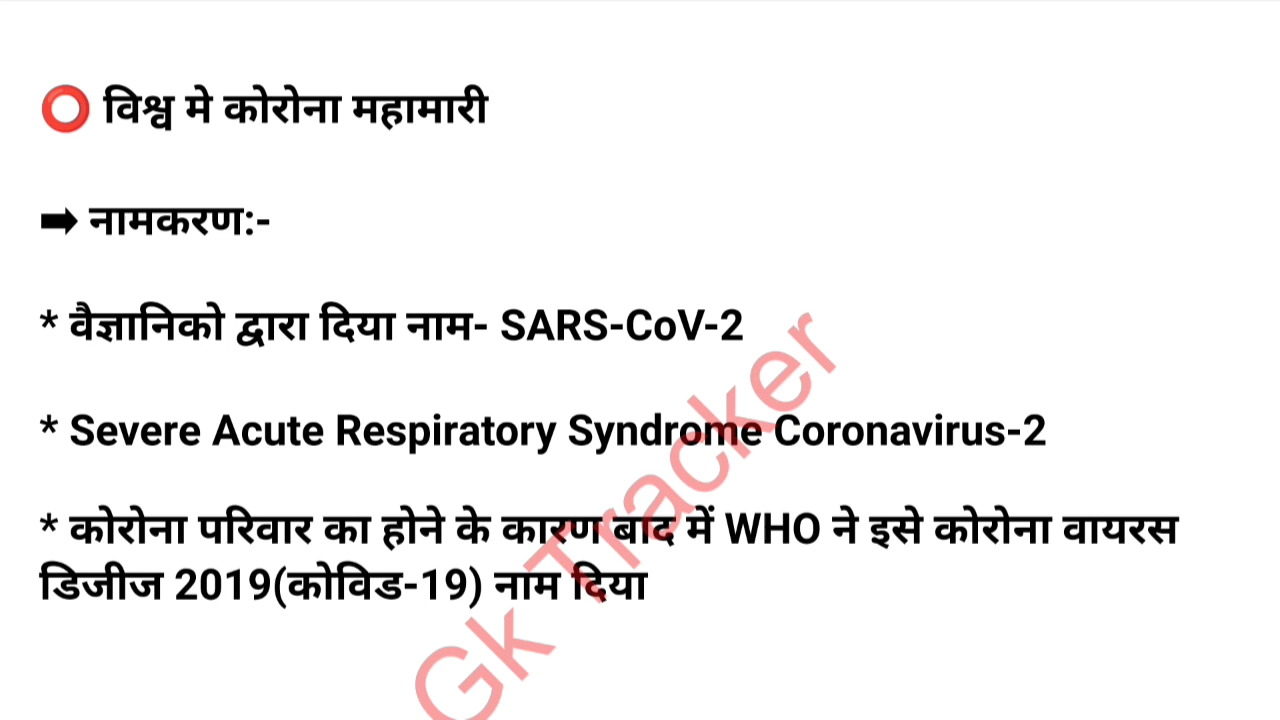 ⭕ विश्व मे कोरोना महामारी
➡ नामकरण:-
* वैज्ञानिको द्वारा दिया नाम- SARS-CoV-2
* Severe Acute Respiratory Syndrome Coronavirus-2
* कोरोना परिवार का होने के कारण बाद में WHO ने इसे कोरोना वायरस
डिजीज 2019(कोविड-19) नाम दिया
Gk Tracker